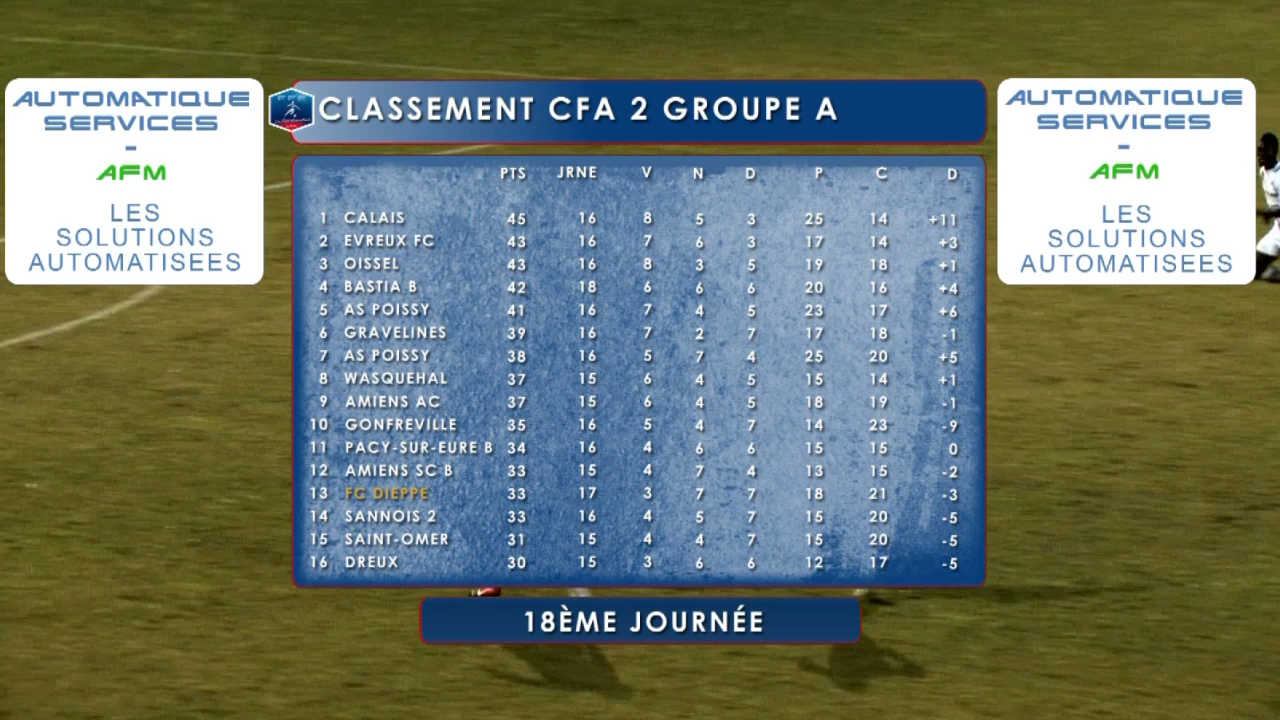 AUTOMATIQUE
SERVICES
-
AFM
LES
SOLUTIONS
AUTOMATISEES
FFF
CLASSEMENT CFA 2 GROUPE A
PTS JRNE V N D P C D
1 CALAIS 45 16 8 5 3 25 14 +11
2 EVREUX FC 43 16 7 6 3 17 14 +3
3 OISSEL 43 16 8 3 5 19 18 +1
4 BASTIA B 42 18 6 6 6 20 16 +4
5 AS POISSY 41 16 7 4 5 23 17 +6
6 GRAVELINES 39 16 7 2 7 17 18 -1
7 AS POISSY 38 16 5 7 4 25 20 +5
8 WASQUEHAL 37 15 6 4 5 15 14 +1
9 AMIENS AC 37 15 6 4 5 18 19 -1
10 GONFREVILLE 35 16 5 4 7 14 23 -9
11 PACY-SUR-EURE B 34 16 4 6 6 15 15 0
12 AMIENS SC B 33 15 4 7 4 13 15 -2
13 FC DIEPPE 33 17 3 7 7 18 21 -3
14 SANNOIS 2 33 16 4 5 7 15 20 -5
15 SAINT-OMER 31 15 4 4 7 15 20 -5
16 DREUX 30 15 3 6 6 12 17 -5
18ÈME JOURNÉE
AUTOMATIQUE
SERVICES
-
AFM
LES
SOLUTIONS
AUTOMATISEES